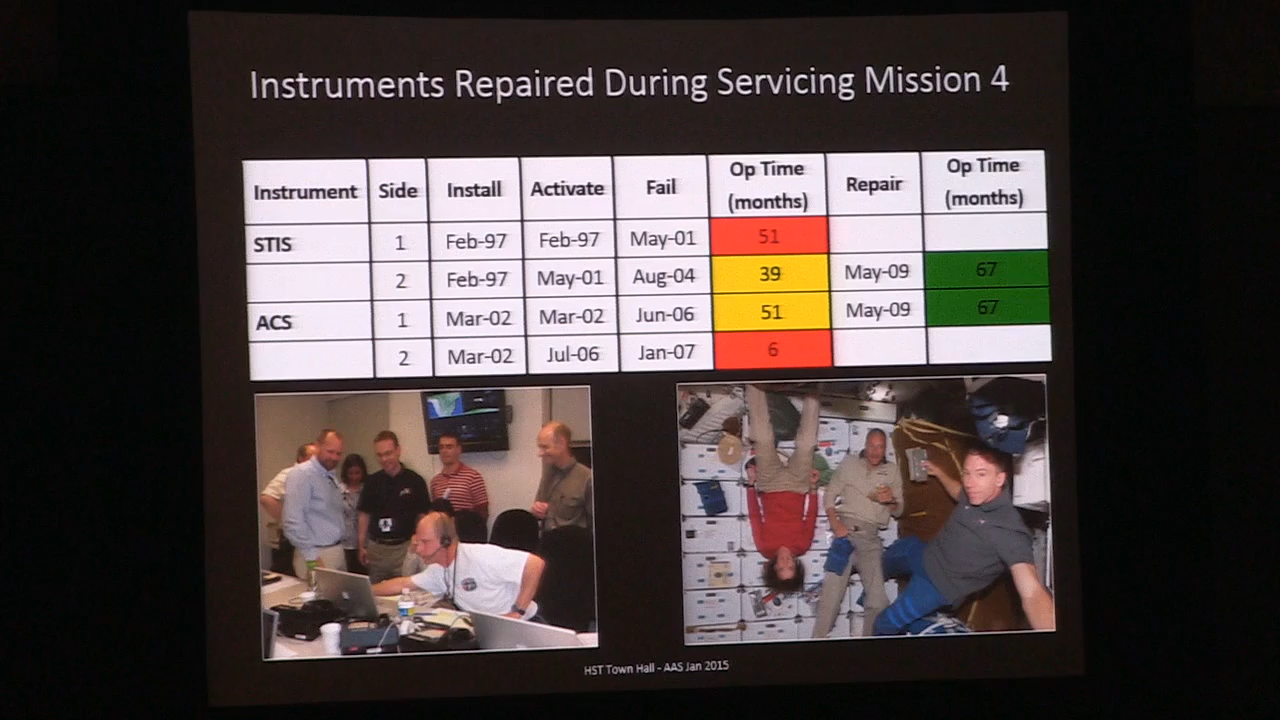 Instruments Repaired During Servicing Mission 4
Instrument Side Install Activate Fail Op Time (months) Repair Op Time (months)
STIS 1 Feb-97 Feb-97 May-01 51
2 Feb-97 May-01 Aug-04 39 May-09 67
ACS 1 Mar-02 Mar-02 Jun-06 51 May-09 67
2 Mar-02 Jul-06 Jan-07 6
HST Town Hall - AAS Jan 2015